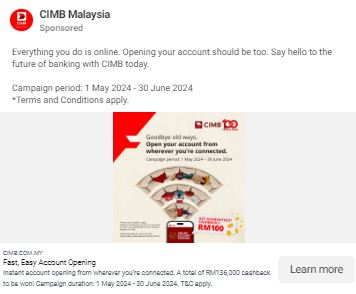 CIMB Malaysia
Sponsored
Everything you do is online. Opening your account should be too. Say hello to the
future of banking with CIMB today.
Campaign period: 1 May 2024 - 30 June 2024
*Terms and Conditions apply.
CIMB 100
Goodbye old ways.
Open your account from
wherever you're connected.
Campaign period: 1 May 2024 - 30 June 2024
GET GUARANTEED
CASHBACK
RM100
CIMB.COM.MY
Fast, Easy Account Opening
Instant account opening from wherever you're connected. A total of RM136,000 cashback
to be won! Campaign duration: 1 May 2024 - 30 June 2024. T&C apply.
Learn more